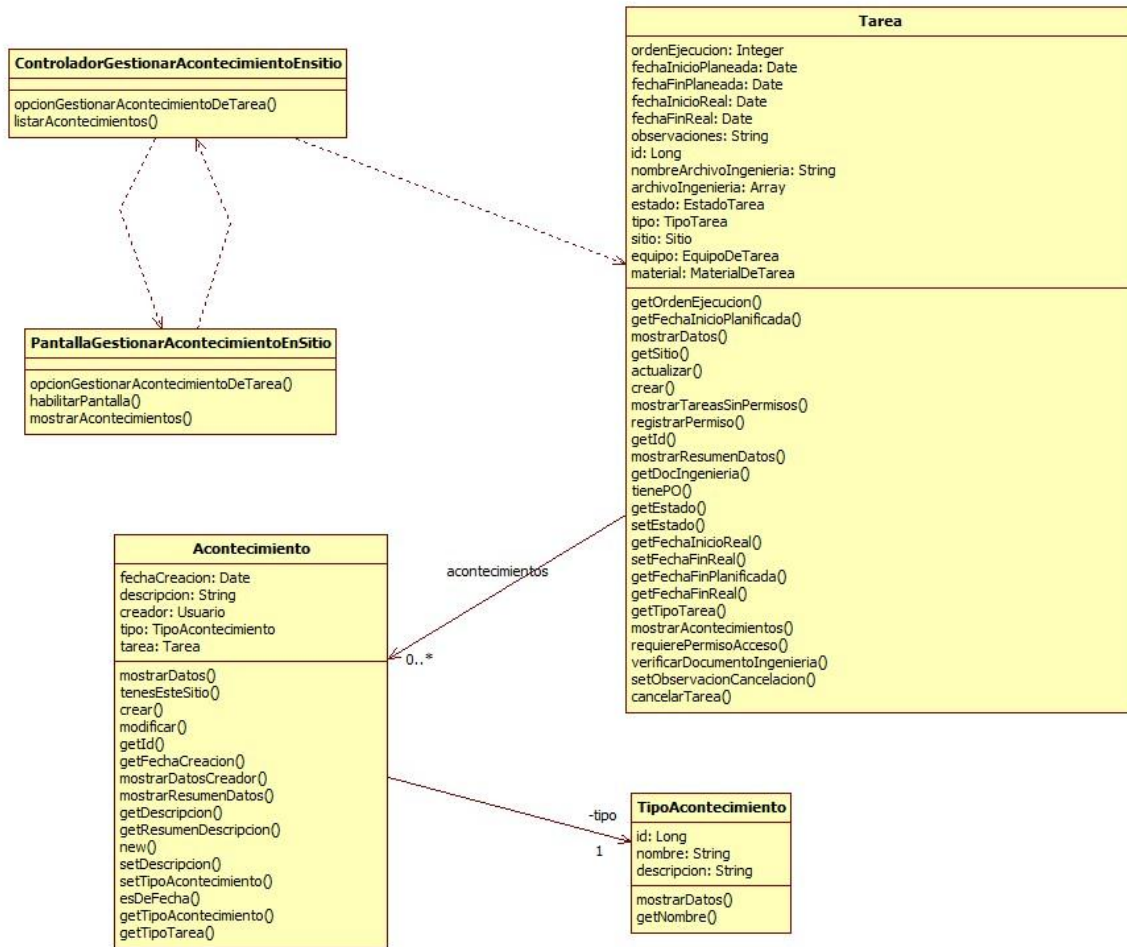 ControladorGestionarAcontecimientoEnsitio
opcionGestionarAcontecimientoDeTarea()
listarAcontecimientos()
PantallaGestionarAcontecimientoEnSitio
opcionGestionarAcontecimientoDeTarea()
habilitarPantalla()
mostrarAcontecimientos()
Tarea
ordenEjecucion: Integer
fechaInicioPlaneada: Date
fechaFinPlaneada: Date
fechaInicioReal: Date
fechaFinReal: Date
observaciones: String
id: Long
nombreArchivoIngenieria: String
archivoIngenieria: Array
estado: EstadoTarea
tipo: TipoTarea
sitio: Sitio
equipo: EquipoDeTarea
material: MaterialDeTarea
getOrdenEjecucion()
getFechaInicioPlanificada()
mostrarDatos()
getSitio()
actualizar()
crear()
mostrarTareasSinPermisos()
registrarPermiso()
getId()
mostrarResumenDatos()
getDocIngenieria()
tienePO()
getEstado()
setEstado()
getFechaInicioReal()
setFechaFinReal()
getFechaFinPlanificada()
getFechaFinReal()
getTipoTarea()
mostrarAcontecimientos()
requierePermisoAcceso()
verificarDocumentoIngenieria()
setObservacionCancelacion()
cancelarTarea()
acontecimientos
0..*
Acontecimiento
fechaCreacion: Date
descripcion: String
creador: Usuario
tipo: TipoAcontecimiento
tarea: Tarea
mostrarDatos()
tenesEsteSitio()
crear()
modificar()
getId()
getFechaCreacion()
mostrarDatosCreador()
mostrarResumenDatos()
getDescripcion()
getResumenDescripcion()
new()
setDescripcion()
setTipoAcontecimiento()
esDeFecha()
getTipoAcontecimiento()
getTipoTarea()
-tipo
1
TipoAcontecimiento
id: Long
nombre: String
descripcion: String
mostrarDatos()
getNombre()